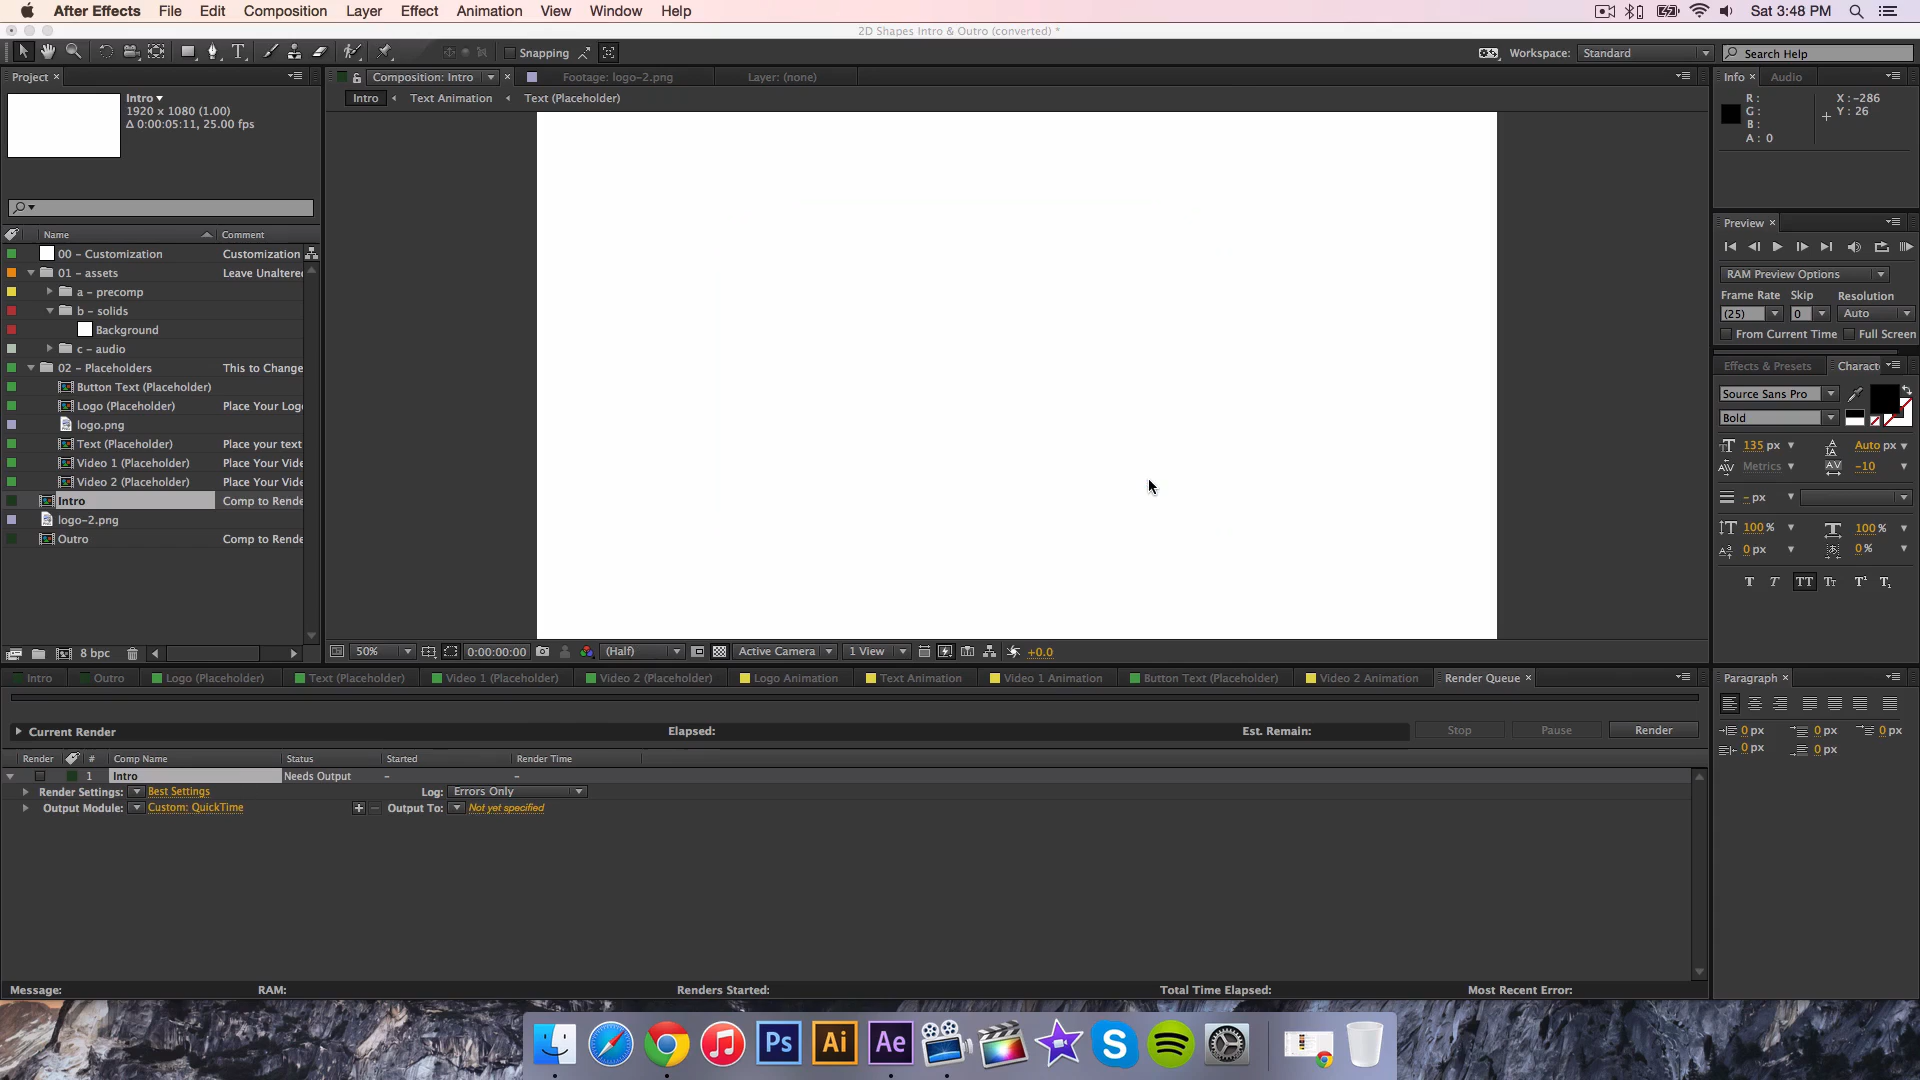 After Effects File Edit Composition Layer Effect Animation View Window Help Sat 3:48 PM
2D Shapes Intro & Outro (converted) *
Snapping Workspace: Standard Search Help
Project × Composition: Intro × Footage: logo-2.png Layer: (none) Info × Audio
Intro ▾
1920 x 1080 (1.00)
Δ 0:00:05:11, 25.00 fps
Intro Text Animation Text (Placeholder)
R :
G :
B :
A : 0
X : -286
Y : 26
Name Comment
00 - Customization Customization
01 - assets Leave Unaltere
a - precomp
b - solids
Background
c - audio
02 - Placeholders This to Change
Button Text (Placeholder)
Logo (Placeholder) Place Your Log
logo.png
Text (Placeholder) Place your text
Video 1 (Placeholder) Place Your Vide
Video 2 (Placeholder) Place Your Vide
Intro Comp to Rende
logo-2.png
Outro Comp to Rende
8 bpc
Preview ×
RAM Preview Options
Frame Rate Skip Resolution
(25) 0 Auto
From Current Time Full Screen
Effects & Presets Charact
Source Sans Pro
Bold
135 px Auto px
Metrics -10
- px
100 % 100 %
0 px 0 %
T T TT Tt T¹ T₁
50% 0:00:00:00 (Half) Active Camera 1 View +0.0
Intro Outro Logo (Placeholder) Text (Placeholder) Video 1 (Placeholder) Video 2 (Placeholder) Logo Animation Text Animation Video 1 Animation Button Text (Placeholder) Video 2 Animation Render Queue ×
Paragraph ×
0 px 0 px 0 px
0 px 0 px
Current Render Elapsed: Est. Remain: Stop Pause Render
Render # Comp Name Status Started Render Time
1 Intro Needs Output - -
Render Settings: Best Settings Log: Errors Only
Output Module: Custom: QuickTime Output To: Not yet specified
Message: RAM: Renders Started: Total Time Elapsed: Most Recent Error:
Ps Ai Ae